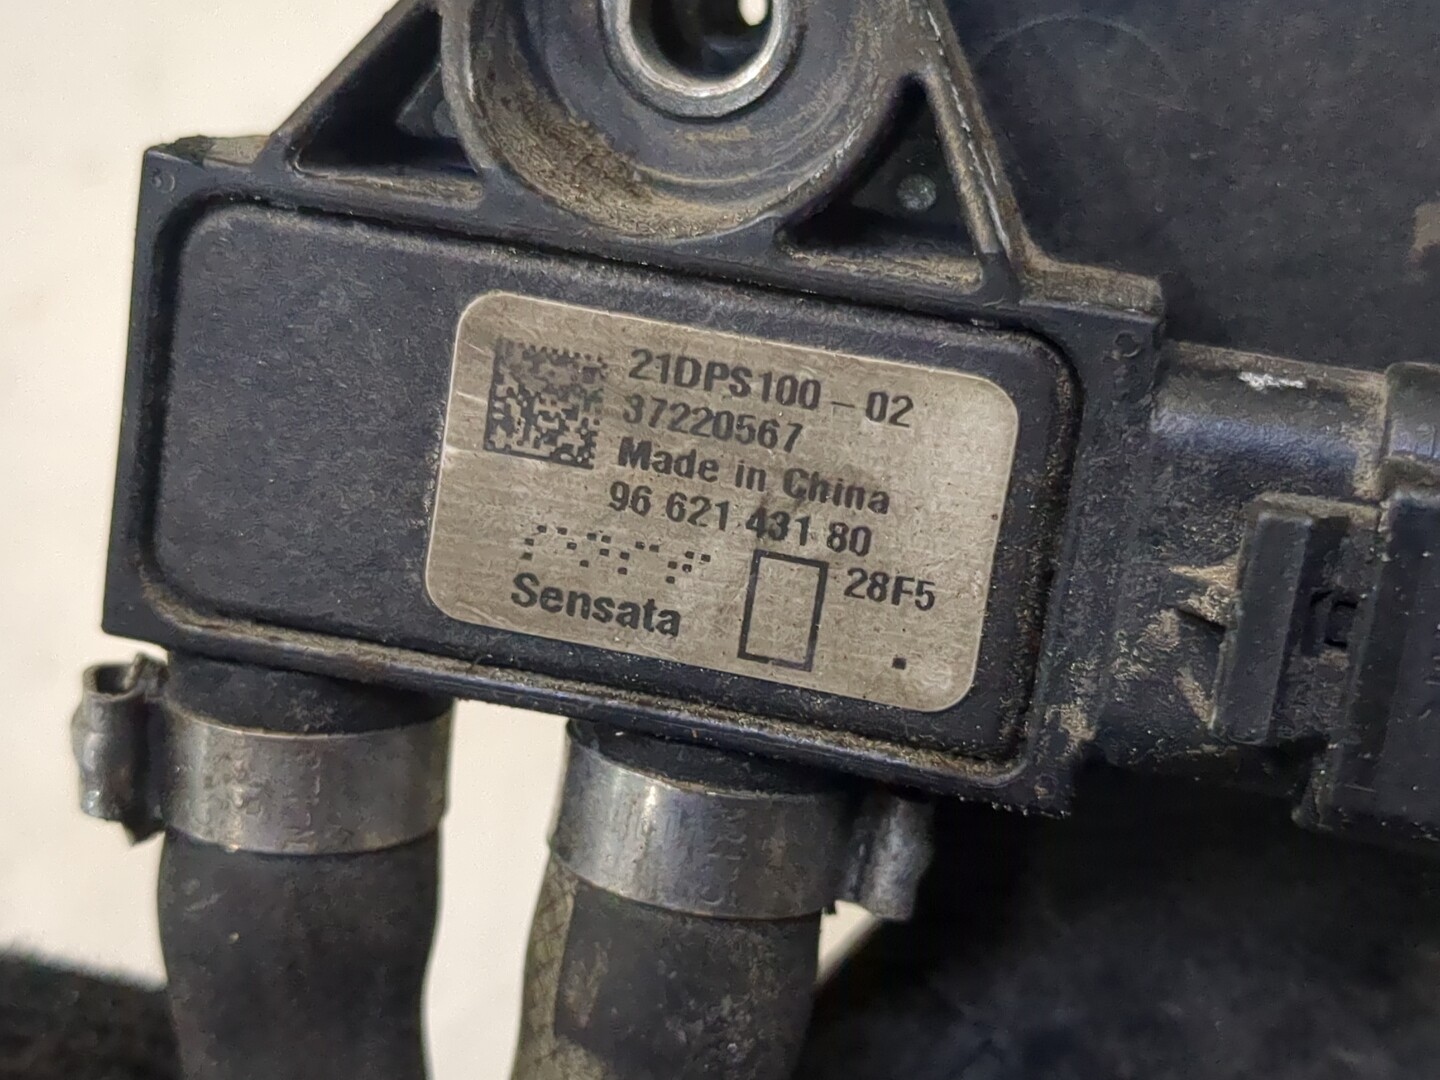 21DPS100-02
37220567
Made in China
96 621 431 80
28F5
Sensata